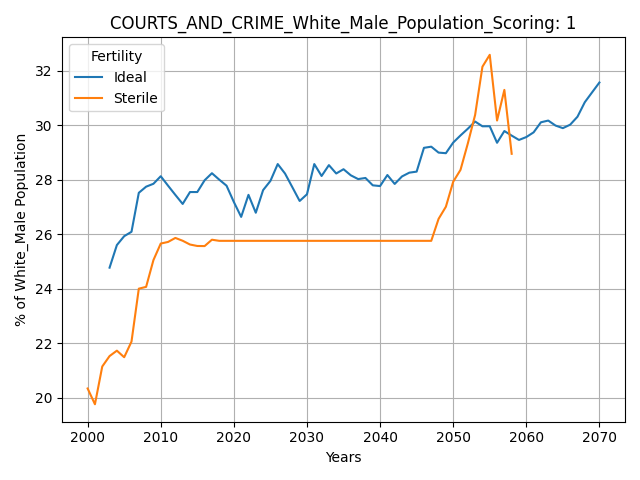 COURTS_AND_CRIME_White_Male_Population_Scoring: 1
Fertility
Ideal
Sterile
% of White_Male Population
32
30
28
26
24
22
20
2000 2010 2020 2030 2040 2050 2060 2070
Years